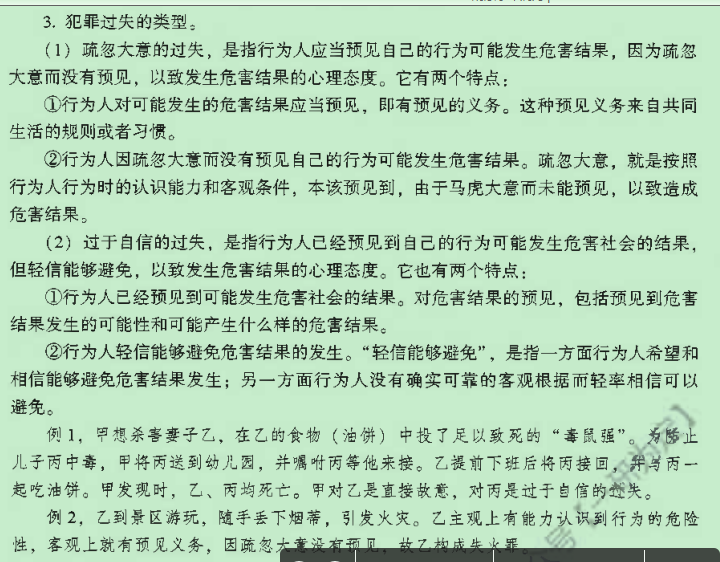 3. 犯罪过失的类型。
（1）疏忽大意的过失，是指行为人应当预见自己的行为可能发生危害结果，因为疏忽
大意而没有预见，以致发生危害结果的心理态度。它有两个特点：
①行为人对可能发生的危害结果应当预见，即有预见的义务。这种预见义务来自共同
生活的规则或者习惯。
②行为人因疏忽大意而没有预见自己的行为可能发生危害结果。疏忽大意，就是按照
行为人行为时的认识能力和客观条件，本该预见到，由于马虎大意而未能预见，以致造成
危害结果。
（2）过于自信的过失，是指行为人已经预见到自己的行为可能发生危害社会的结果，
但轻信能够避免，以致发生危害结果的心理态度。它也有两个特点：
①行为人已经预见到可能发生危害社会的结果。对危害结果的预见，包括预见到危害
结果发生的可能性和可能产生什么样的危害结果。
②行为人轻信能够避免危害结果的发生。“轻信能够避免”，是指一方面行为人希望和
相信能够避免危害结果发生；另一方面行为人没有确实可靠的客观根据而轻率相信可以
避免。
例 1，甲想杀害妻子乙，在乙的食物（油饼）中投了足以致死的“毒鼠强”。为防止
儿子丙中毒，甲将丙送到幼儿园，并嘱咐丙等他来接。乙提前下班后将丙接回，并与丙一
起吃油饼。甲发现时，乙、丙均死亡。甲对乙是直接故意，对丙是过于自信的过失。
例 2，乙到景区游玩，随手丢下烟蒂，引发火灾。乙主观上有能力认识到行为的危险
性，客观上就有预见义务，因疏忽大意没有预见，故乙构成失火罪。